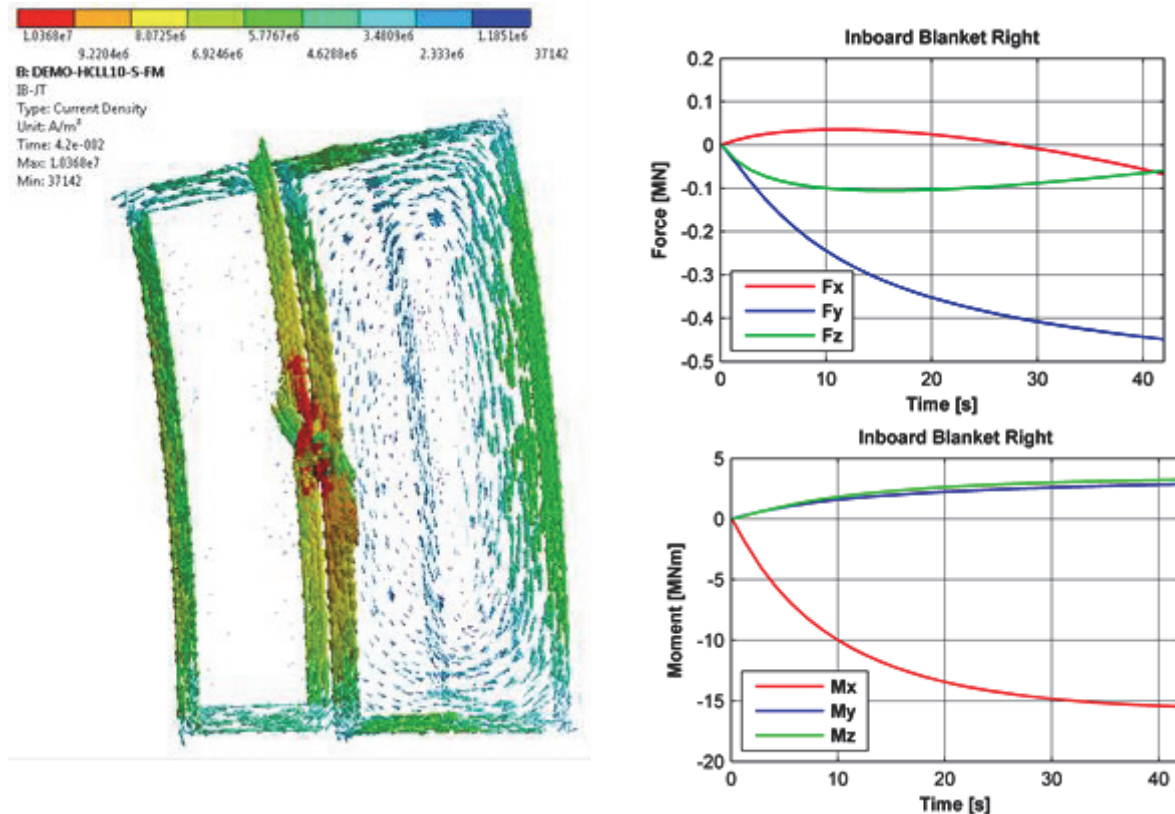 1.0368e7 8.0725e6 5.7767e6 3.4809e6 1.1851e6
9.2204e6 6.9246e6 4.6288e6 2.333e6 37142
B: DEMO-HCLL10-S-FM
IB-JT
Type: Current Density
Unit: A/m²
Time: 4.2e-002
Max: 1.0368e7
Min: 37142
Inboard Blanket Right
0.2
0.1
0
-0.1
-0.2
-0.3
-0.4
-0.5
Force [MN]
Fx
Fy
Fz
0 10 20 30 40
Time [s]
Inboard Blanket Right
5
0
-5
-10
-15
-20
Moment [MNm]
Mx
My
Mz
0 10 20 30 40
Time [s]